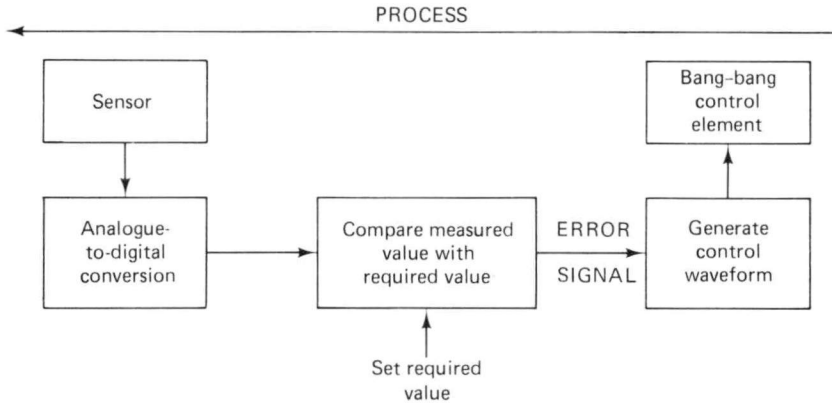 PROCESS
Sensor
Bang–bang
control
element
Analogue-
to-digital
conversion
Compare measured
value with
required value
ERROR
SIGNAL
Generate
control
waveform
Set required
value